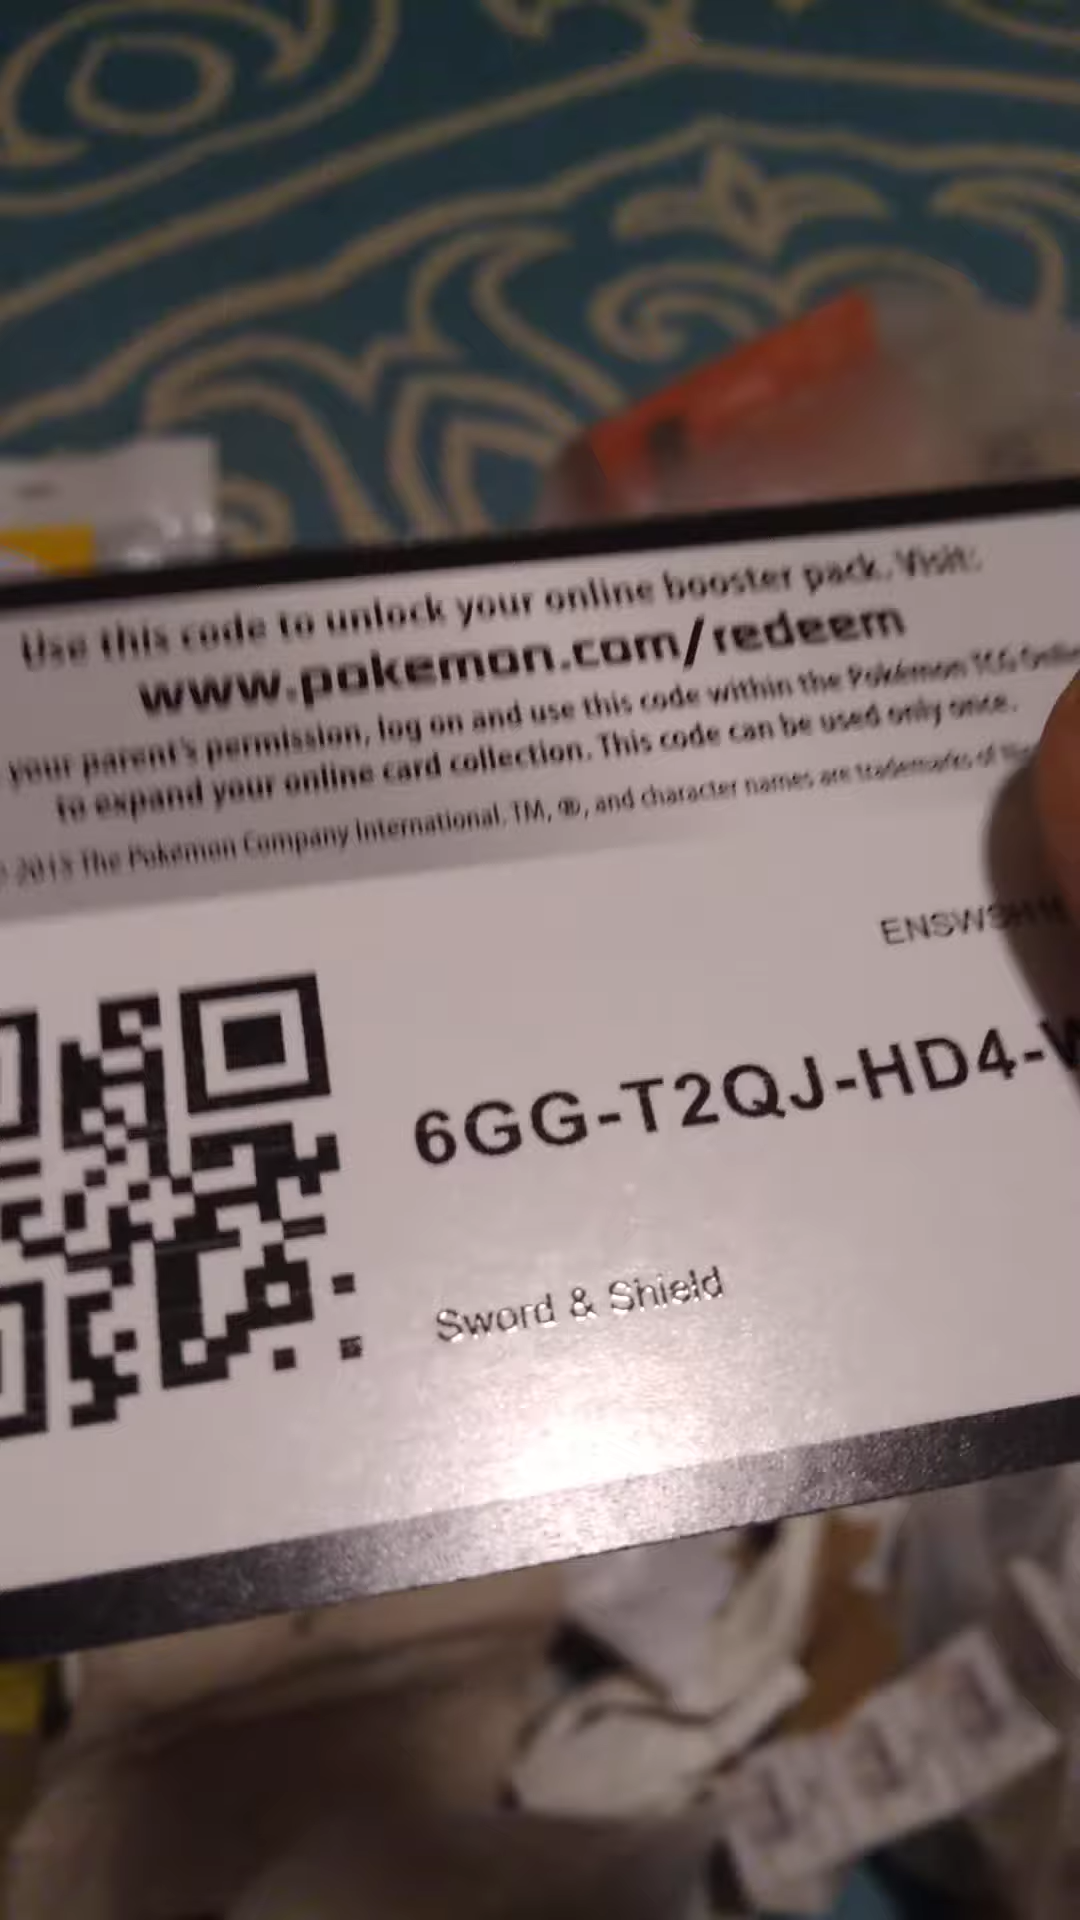 Use this code to unlock your online booster pack. Visit:
www.pokemon.com/redeem
your parent's permission, log on and use this code within the Pokémon TCG Online
to expand your online card collection. This code can be used only once.
2013 The Pokémon Company International. TM, ®, and character names are trademarks of
ENSWSH
6GG-T2QJ-HD4-W
Sword & Shield